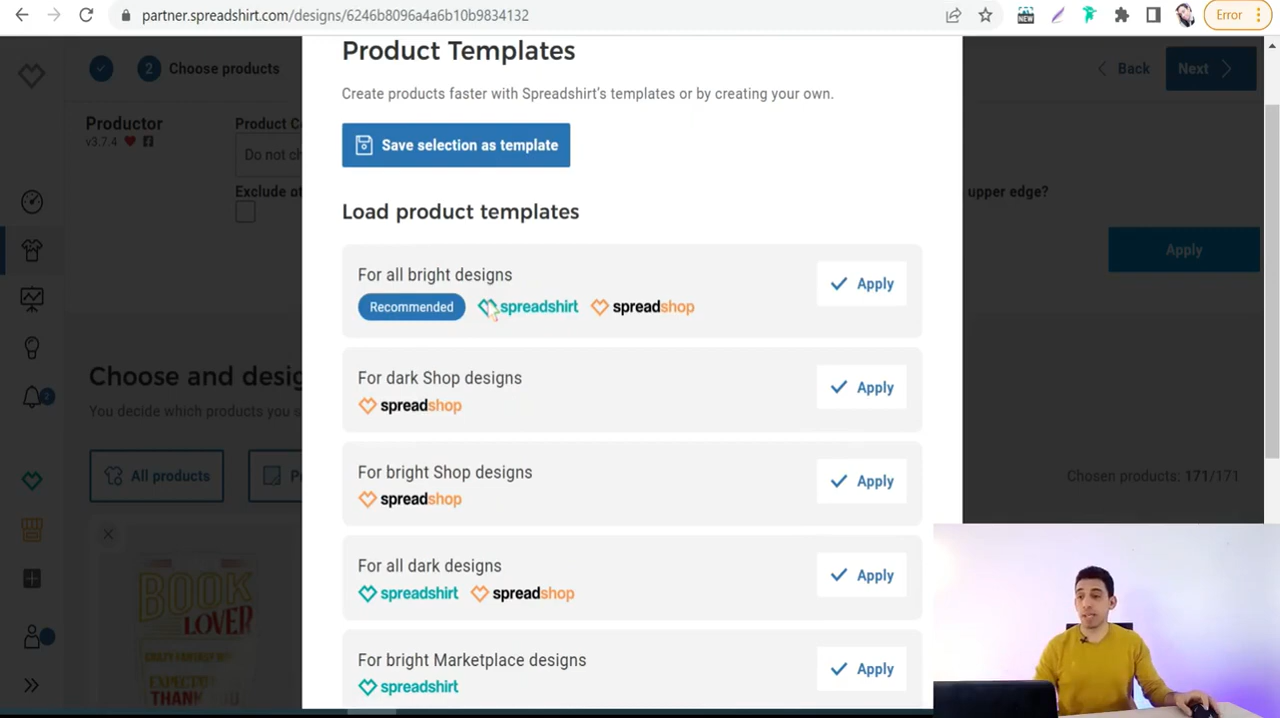 partner.spreadshirt.com/designs/6246b8096a4a6b10b9834132
NEW
Error
Product Templates
2 Choose products
Back
Next
Create products faster with Spreadshirt's templates or by creating your own.
Productor
v3.7.4
Product C
Do not ch
Exclude
upper edge?
Save selection as template
Load product templates
Apply
For all bright designs
Recommended
spreadshirt
spreadshop
Apply
For dark Shop designs
spreadshop
Apply
Choose and desig
You decide which products you s
For bright Shop designs
spreadshop
Apply
All products
P
Chosen products: 171/171
For all dark designs
spreadshirt
spreadshop
Apply
BOOK
LOVER
THANK YOU
For bright Marketplace designs
spreadshirt
Apply
2